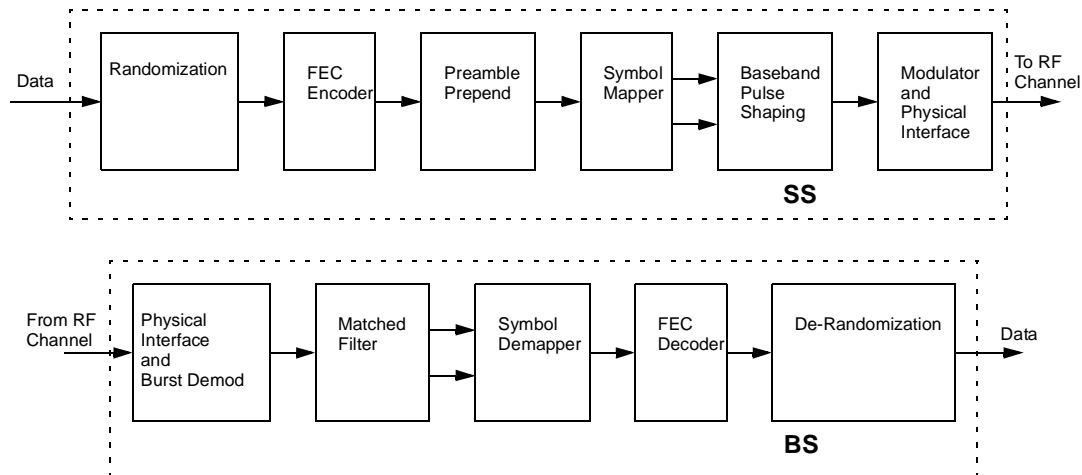 Data
Randomization
FEC
Encoder
Preamble
Prepend
Symbol
Mapper
Baseband
Pulse
Shaping
Modulator
and
Physical
Interface
To RF
Channel
SS
From RF
Channel
Physical
Interface
and
Burst Demod
Matched
Filter
Symbol
Demapper
FEC
Decoder
De-Randomization
Data
BS